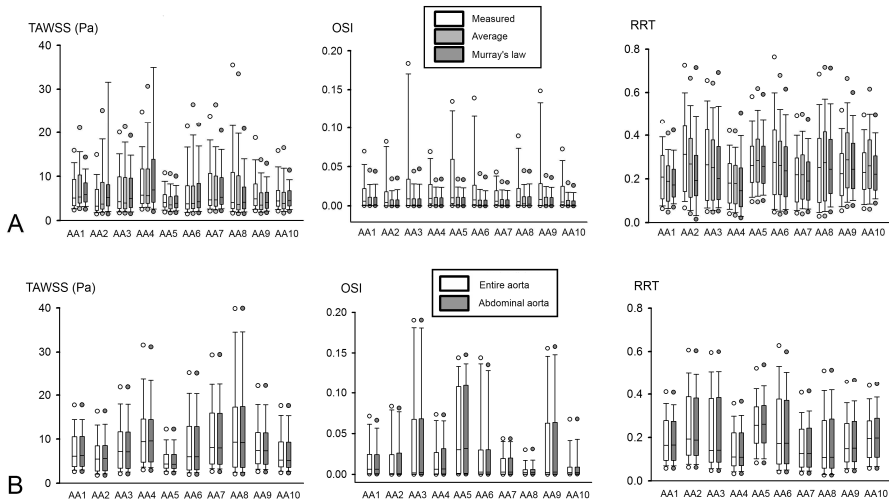 A
TAWSS (Pa)
40
30
20
10
0
AA1 AA2 AA3 AA4 AA5 AA6 AA7 AA8 AA9 AA10
OSI
0.20
0.15
0.10
0.05
0.00
AA1 AA2 AA3 AA4 AA5 AA6 AA7 AA8 AA9 AA10
Measured
Average
Murray's law
RRT
0.8
0.6
0.4
0.2
0.0
AA1 AA2 AA3 AA4 AA5 AA6 AA7 AA8 AA9 AA10
B
TAWSS (Pa)
40
30
20
10
0
AA1 AA2 AA3 AA4 AA5 AA6 AA7 AA8 AA9 AA10
OSI
0.20
0.15
0.10
0.05
0.00
AA1 AA2 AA3 AA4 AA5 AA6 AA7 AA8 AA9 AA10
Entire aorta
Abdominal aorta
RRT
0.8
0.6
0.4
0.2
0.0
AA1 AA2 AA3 AA4 AA5 AA6 AA7 AA8 AA9 AA10